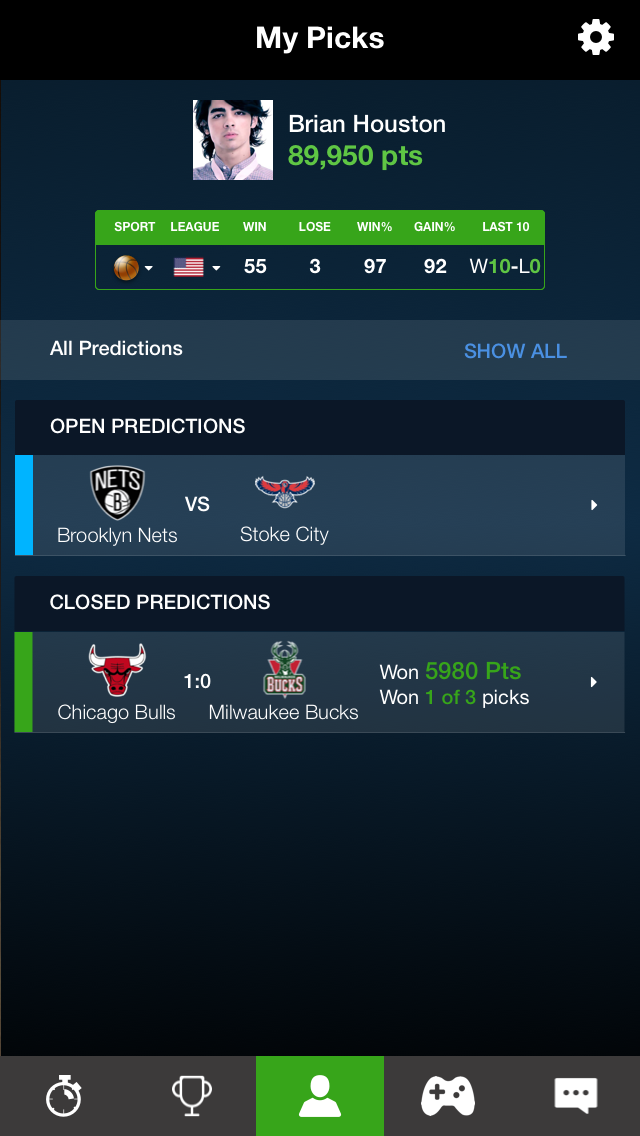 My Picks
Brian Houston
89,950 pts
SPORT LEAGUE WIN LOSE WIN% GAIN% LAST 10
55 3 97 92 W10-L0
All Predictions SHOW ALL
OPEN PREDICTIONS
NETS
B
VS
Brooklyn Nets Stoke City
CLOSED PREDICTIONS
1:0
BUCKS
Chicago Bulls Milwaukee Bucks
Won 5980 Pts
Won 1 of 3 picks